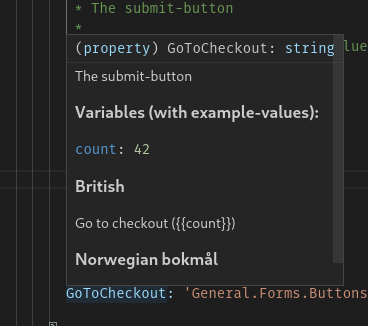 * The submit-button
*
(property) GoToCheckout: string
lue
The submit-button
Variables (with example-values):
count: 42
British
Go to checkout ({{count}})
Norwegian bokmål
GoToCheckout: 'General.Forms.Buttons